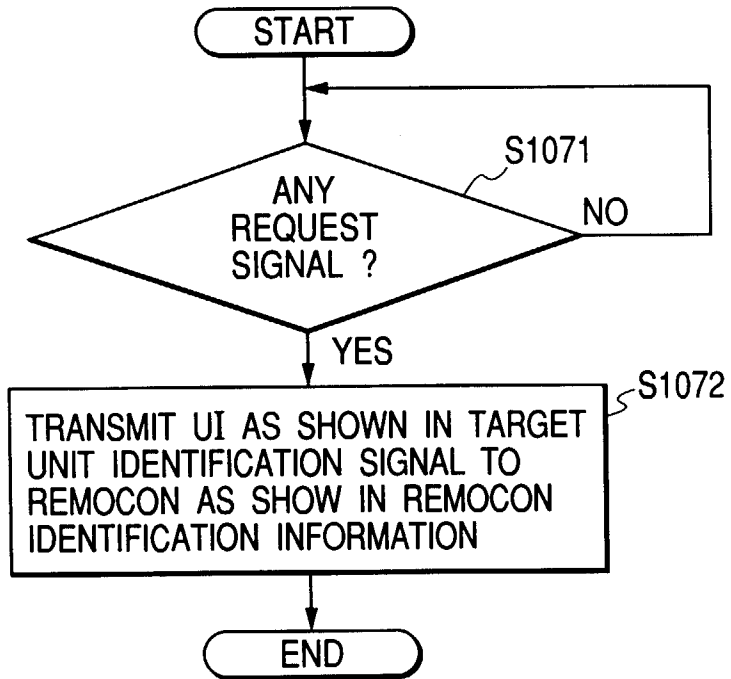 START
S1071
ANY
REQUEST
SIGNAL ?
NO
YES
S1072
TRANSMIT UI AS SHOWN IN TARGET
UNIT IDENTIFICATION SIGNAL TO
REMOCON AS SHOW IN REMOCON
IDENTIFICATION INFORMATION
END